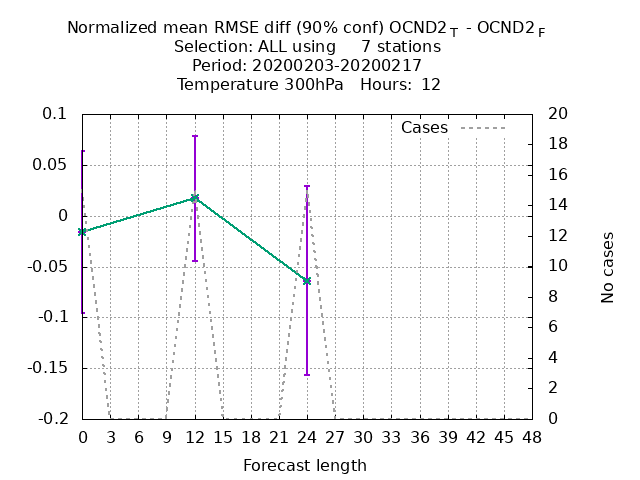 Normalized mean RMSE diff (90% conf) OCND2 T - OCND2 F
Selection: ALL using 7 stations
Period: 20200203-20200217
Temperature 300hPa Hours: 12
Cases
0.1
0.05
0
-0.05
-0.1
-0.15
-0.2
20
18
16
14
12
10
8
6
4
2
0
No cases
0 3 6 9 12 15 18 21 24 27 30 33 36 39 42 45 48
Forecast length